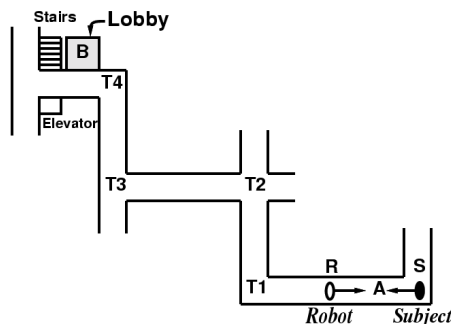 Stairs
Lobby
B
T4
Elevator
T3
T2
T1
R
A
S
Robot
Subject